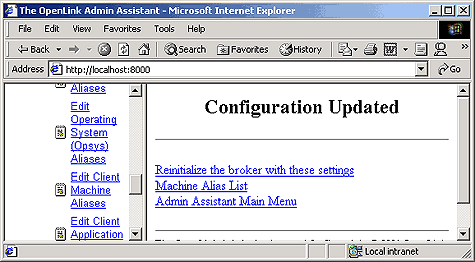 The OpenLink Admin Assistant - Microsoft Internet Explorer
File Edit View Favorites Tools Help
Back Search Favorites History
Address http://localhost:8000 Go
Aliases
Edit
Operating
System
(Opsys)
Aliases
Edit Client
Machine
Aliases
Edit Client
Application
Configuration Updated
Reinitialize the broker with these settings
Machine Alias List
Admin Assistant Main Menu
Local intranet